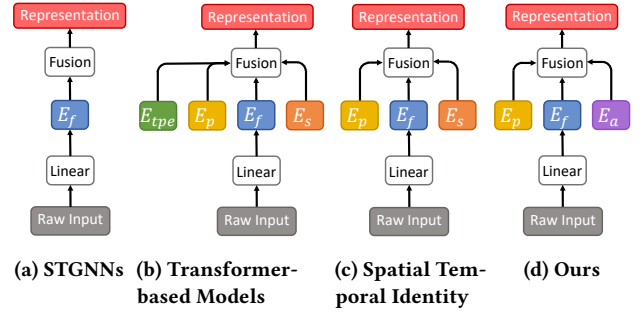 Representation Representation Representation Representation
Fusion Fusion Fusion Fusion
E_f E_tpe E_p E_f E_s E_p E_f E_s E_p E_f E_a
Linear Linear Linear Linear
Raw Input Raw Input Raw Input Raw Input
(a) STGNNs (b) Transformer- (c) Spatial Tem- (d) Ours
based Models poral Identity